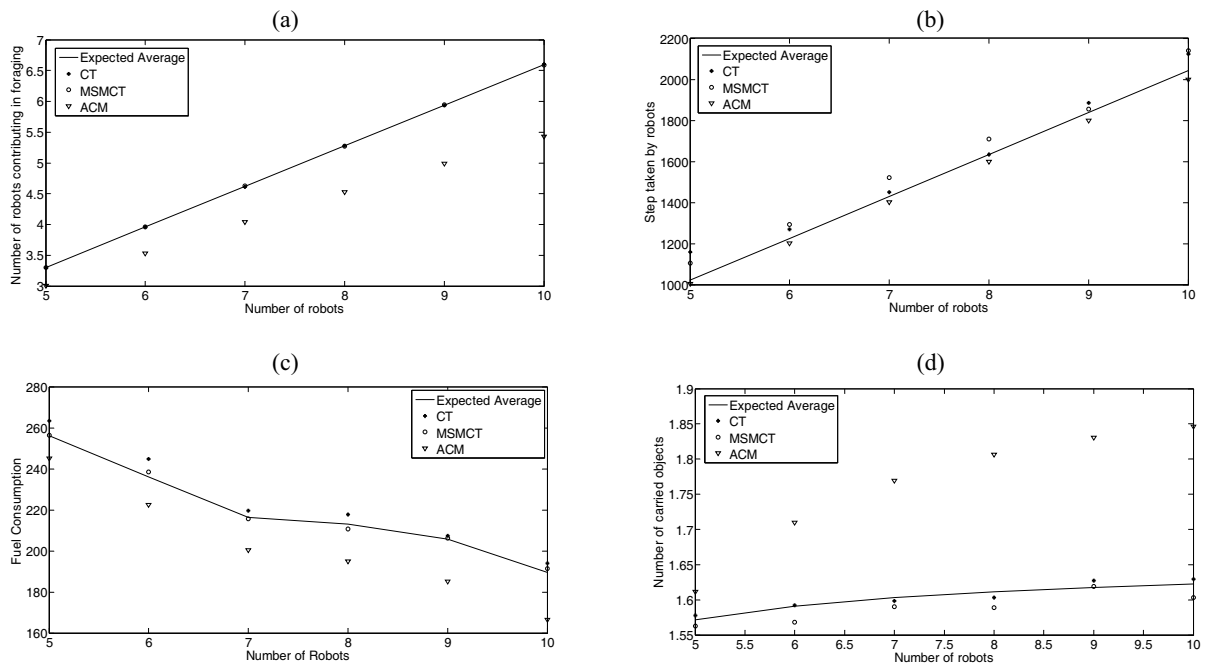 (a)
Number of robots contributing in foraging
7
6.5
6
5.5
5
4.5
4
3.5
3
Expected Average
CT
MSMCT
ACM
5
6
7
8
9
10
Number of robots
(b)
Step taken by robots
2200
2000
1800
1600
1400
1200
1000
Expected Average
CT
MSMCT
ACM
5
6
7
8
9
10
Number of robots
(c)
Fuel Consumption
280
260
240
220
200
180
160
Expected Average
CT
MSMCT
ACM
5
6
7
8
9
10
Number of Robots
(d)
Number of carried objects
1.9
1.85
1.8
1.75
1.7
1.65
1.6
1.55
Expected Average
CT
MSMCT
ACM
5
5.5
6
6.5
7
7.5
8
8.5
9
9.5
10
Number of robots